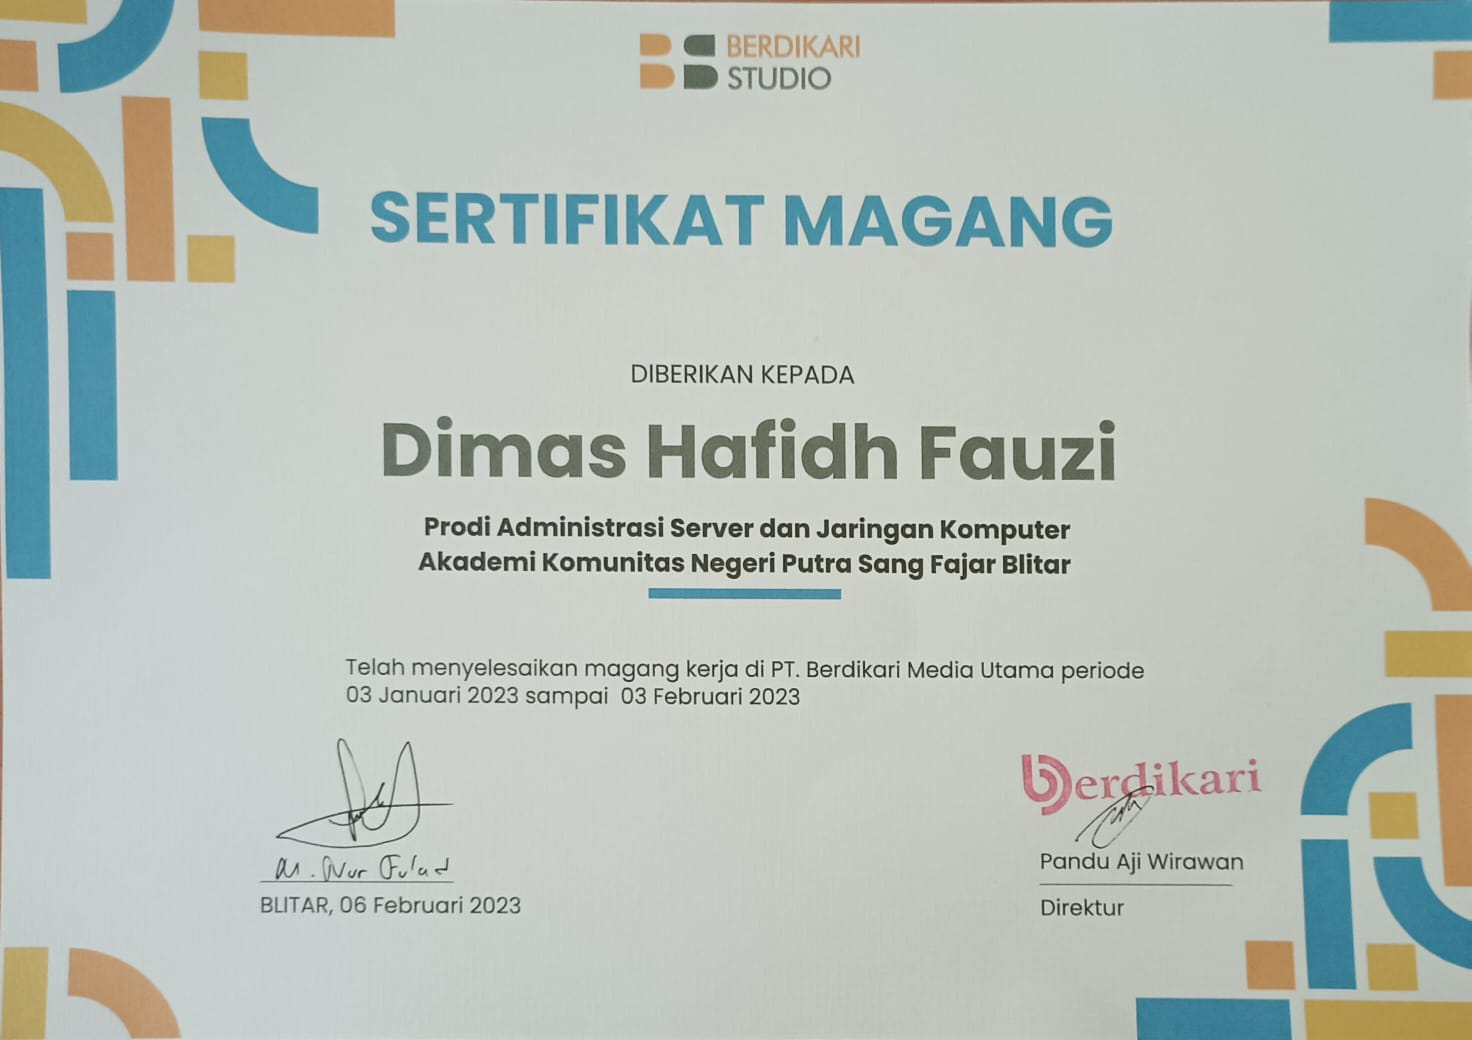 BERDIKARI
STUDIO
SERTIFIKAT MAGANG
DIBERIKAN KEPADA
Dimas Hafidh Fauzi
Prodi Administrasi Server dan Jaringan Komputer
Akademi Komunitas Negeri Putra Sang Fajar Blitar
Telah menyelesaikan magang kerja di PT. Berdikari Media Utama periode
03 Januari 2023 sampai 03 Februari 2023
M. Nur Fulad
BLITAR, 06 Februari 2023
Berdikari
Pandu Aji Wirawan
Direktur